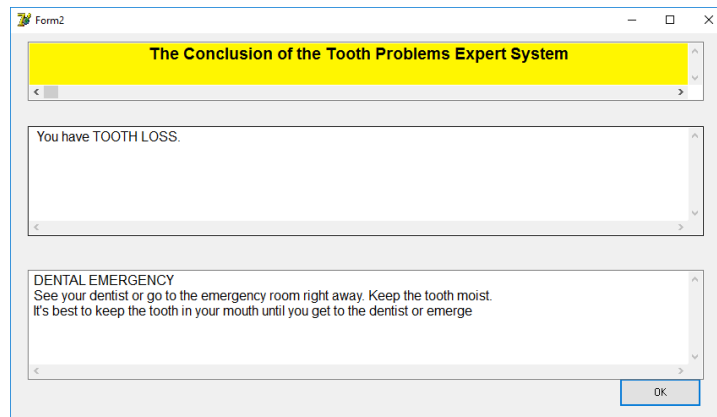 Form2
The Conclusion of the Tooth Problems Expert System
You have TOOTH LOSS.
DENTAL EMERGENCY
See your dentist or go to the emergency room right away. Keep the tooth moist.
It's best to keep the tooth in your mouth until you get to the dentist or emerge
OK